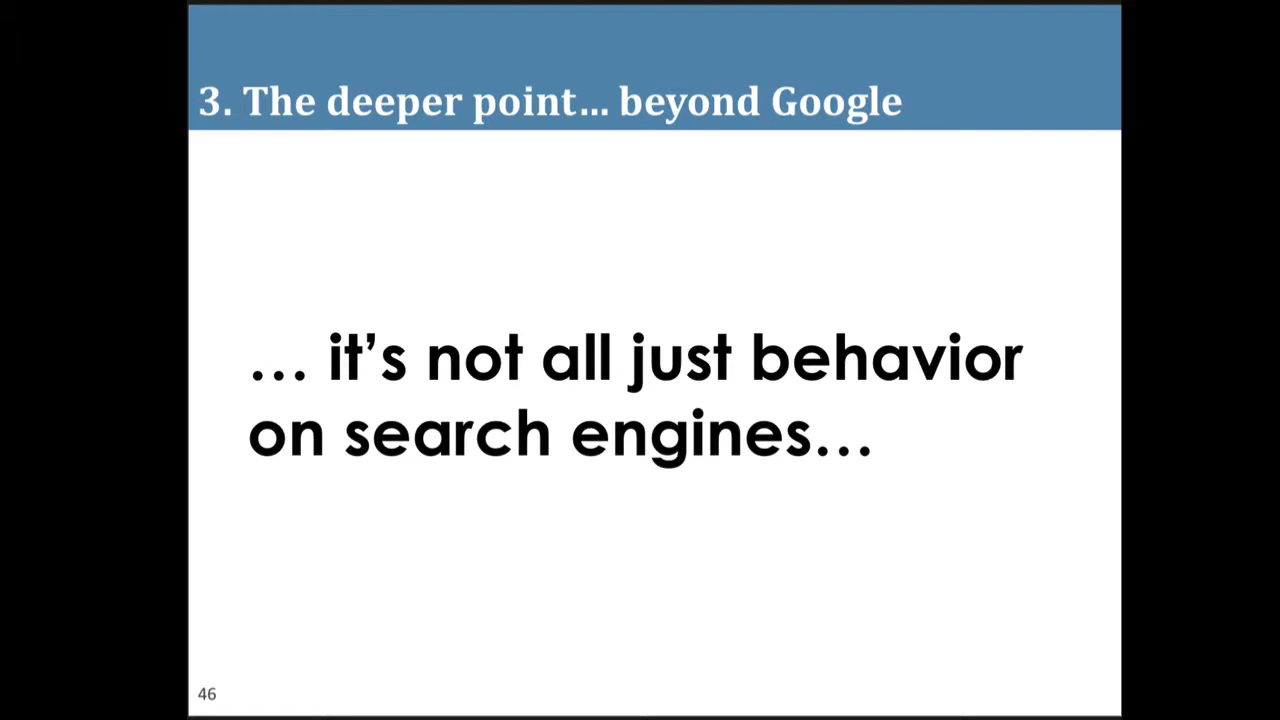 3. The deeper point… beyond Google
… it’s not all just behavior
on search engines…
46